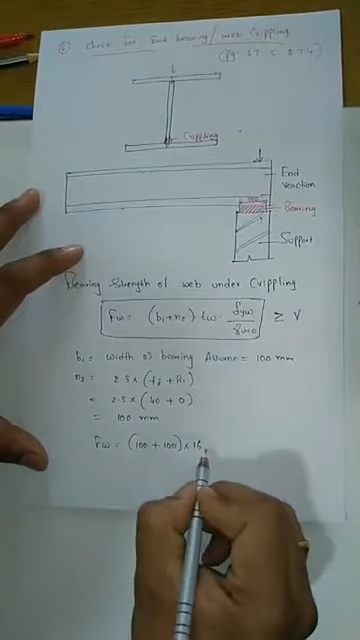 6) Check for End bearing / web Crippling
(pg 67 C 8.7.4)
Crippling
End reaction
Bearing
Support
Bearing Strength of web under Crippling
Fw = (b1+n2) tw fyw/γm0 ≥ V
b1 = width of bearing Assume = 100 mm
n2 = 2.5 × (tf + R1)
= 2.5 × (40 + 0)
= 100 mm
Fw = (100 + 100) × 16